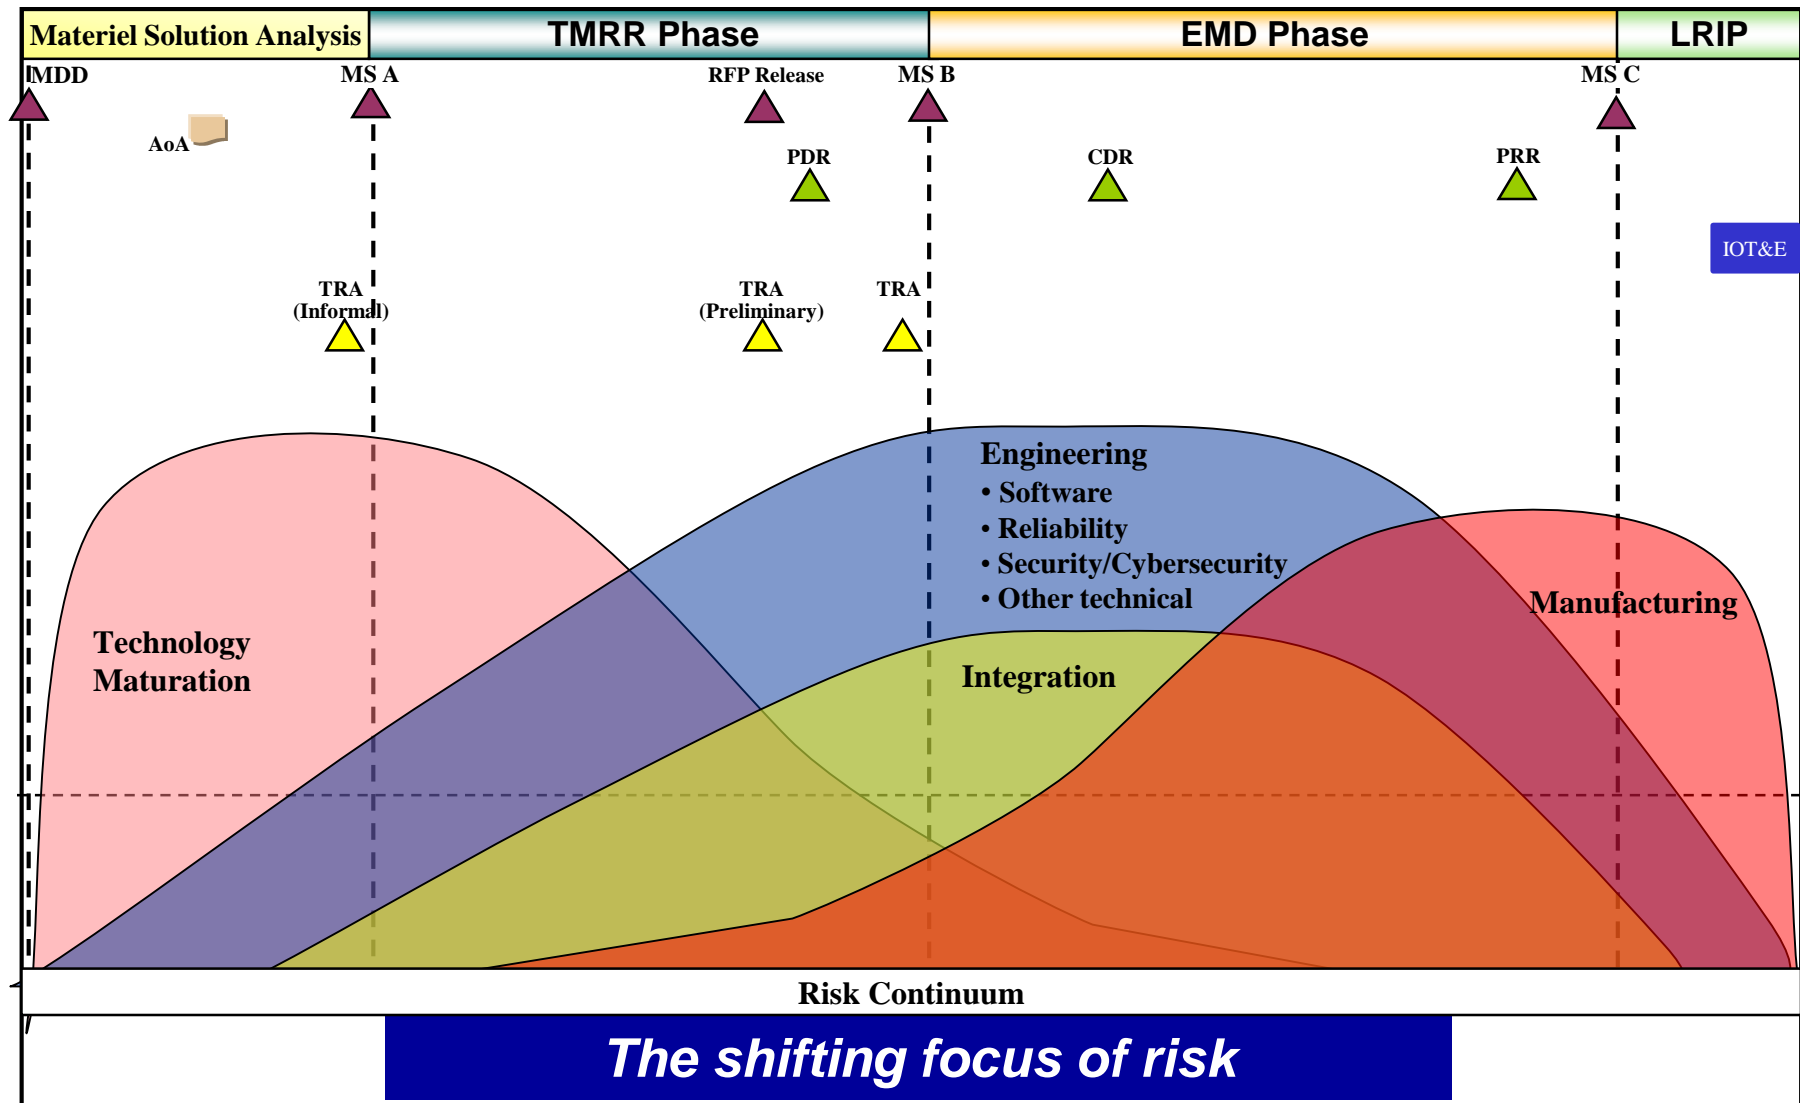 Materiel Solution Analysis
TMRR Phase
EMD Phase
LRIP
MDD
MS A
RFP Release
MS B
MS C
AoA
PDR
CDR
PRR
IOT&E
TRA
(Informal)
TRA
(Preliminary)
TRA
Engineering
• Software
• Reliability
• Security/Cybersecurity
• Other technical
Manufacturing
Technology
Maturation
Integration
Risk Continuum
The shifting focus of risk